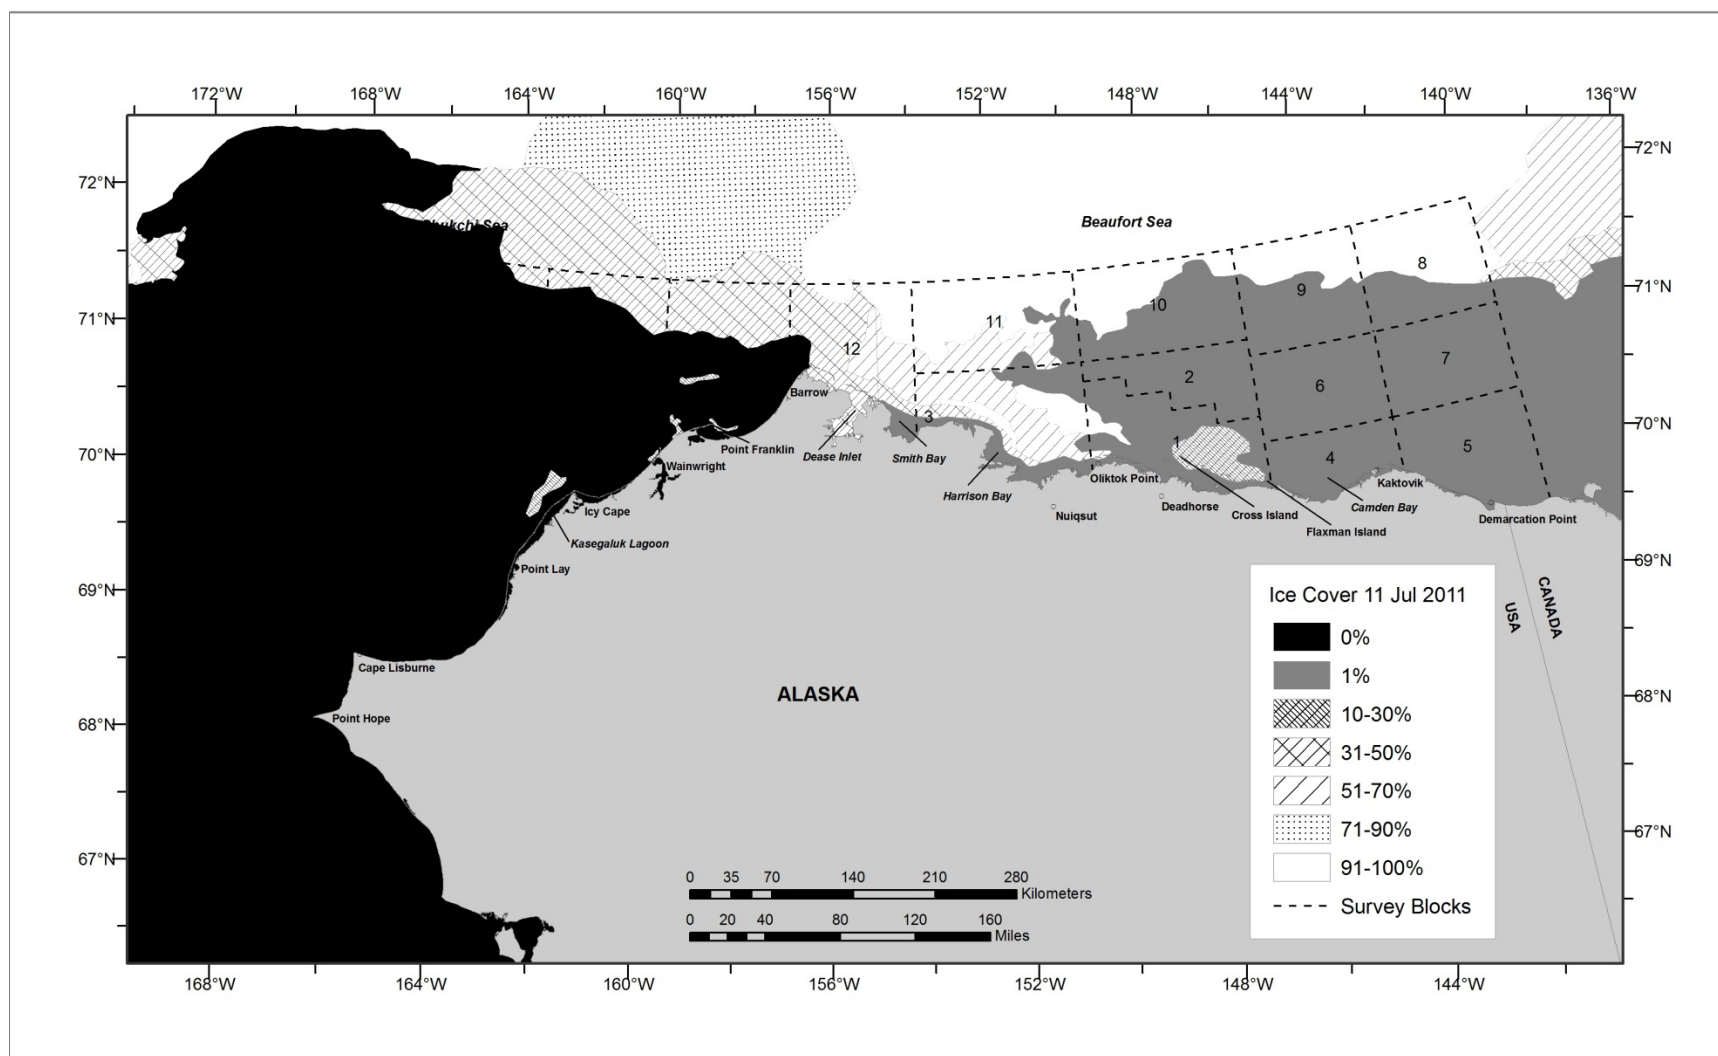 172°W 168°W 164°W 160°W 156°W 152°W 148°W 144°W 140°W 136°W
72°N
72°N
Chukchi Sea
Beaufort Sea
8
71°N
9
10
71°N
11
12
7
2
6
Barrow
70°N
3
70°N
1
5
4
Point Franklin
Dease Inlet
Smith Bay
Wainwright
Oliktok Point
Kaktovik
Harrison Bay
Deadhorse
Camden Bay
Icy Cape
Nuiqsut
Cross Island
Demarcation Point
Flaxman Island
Kasegaluk Lagoon
69°N
Point Lay
69°N
Ice Cover 11 Jul 2011
0%
1%
10-30%
31-50%
51-70%
71-90%
91-100%
Survey Blocks
CANADA
USA
Cape Lisburne
ALASKA
68°N
Point Hope
68°N
67°N
67°N
0 35 70 140 210 280
Kilometers
0 20 40 80 120 160
Miles
168°W 164°W 160°W 156°W 152°W 148°W 144°W